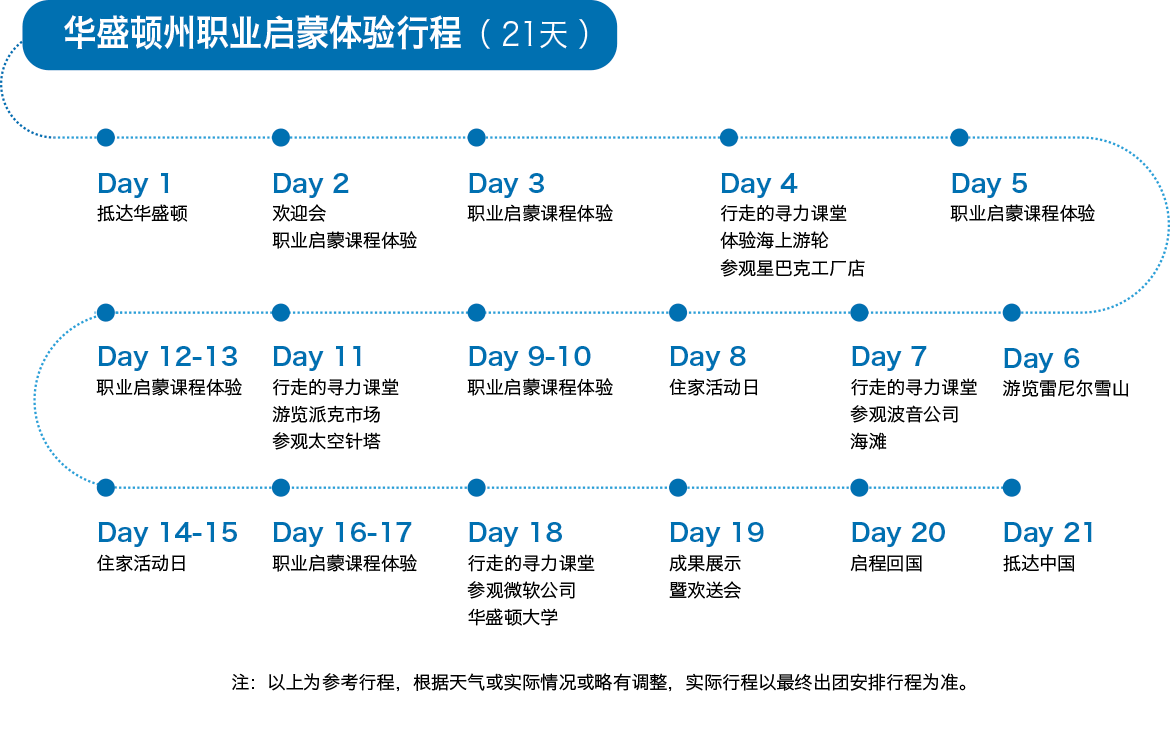 华盛顿州职业启蒙体验行程（21天）
Day 1
抵达华盛顿
Day 2
欢迎会
职业启蒙课程体验
Day 3
职业启蒙课程体验
Day 4
行走的寻力课堂
体验海上游轮
参观星巴克工厂店
Day 5
职业启蒙课程体验
Day 12-13
职业启蒙课程体验
Day 11
行走的寻力课堂
游览派克市场
参观太空针塔
Day 9-10
职业启蒙课程体验
Day 8
住家活动日
Day 7
行走的寻力课堂
参观波音公司
海滩
Day 6
游览雷尼尔雪山
Day 14-15
住家活动日
Day 16-17
职业启蒙课程体验
Day 18
行走的寻力课堂
参观微软公司
华盛顿大学
Day 19
成果展示
暨欢送会
Day 20
启程回国
Day 21
抵达中国
注：以上为参考行程，根据天气或实际情况或略有调整，实际行程以最终出团安排行程为准。